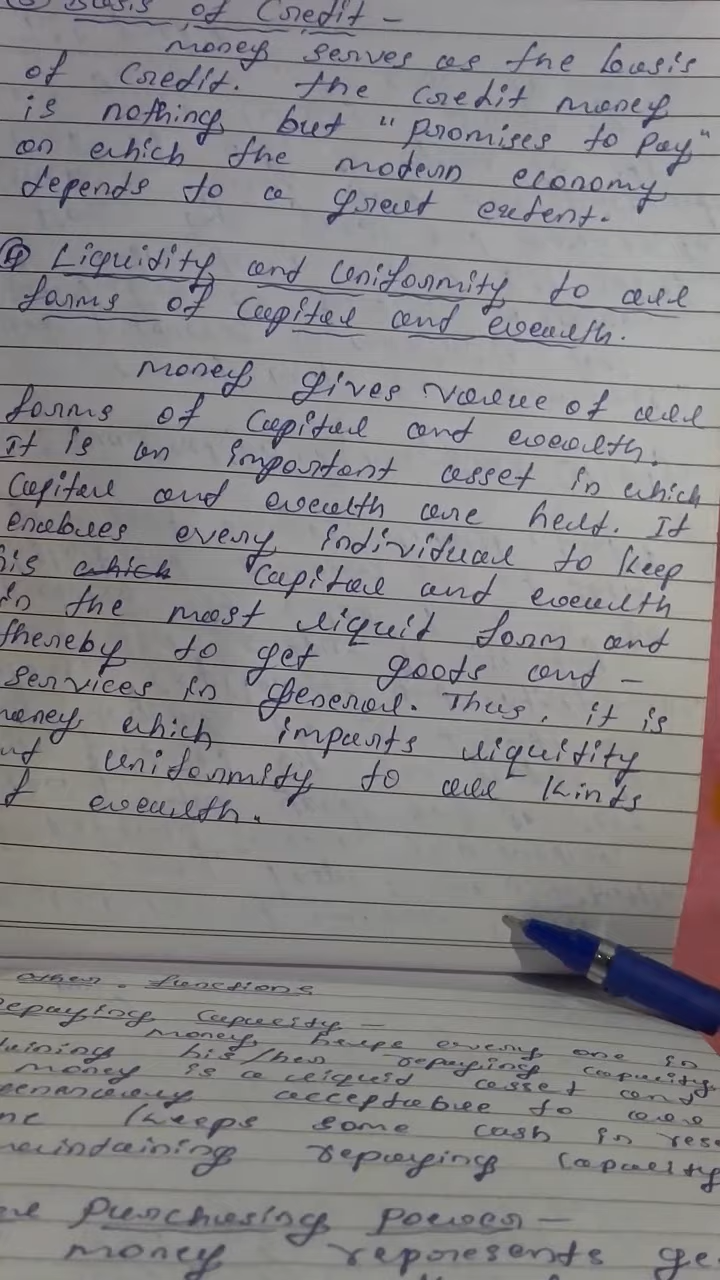 Basis of Credit -
money serves as the basis
of Credit. The credit money
is nothing but "promises to pay"
on which the modern economy
depends to a great extent.
④ Liquidity and Uniformity to all
forms of Capital and wealth.
money gives value of all
forms of Capital and wealth.
It is an important asset in which
Capital and wealth are held. It
enables every individual to keep
his which Capital and wealth
in the most liquid form and
thereby to get goods and -
services in general. Thus, it is
money which imparts liquidity
and uniformity to all kinds
of wealth.
other functions
Repaying Capacity -
money helps every one in
his/her repaying capacity.
money is a liquid asset and
acceptable to
keeps some cash in
maintaining repaying Capacity
Purchasing Power -
money represents